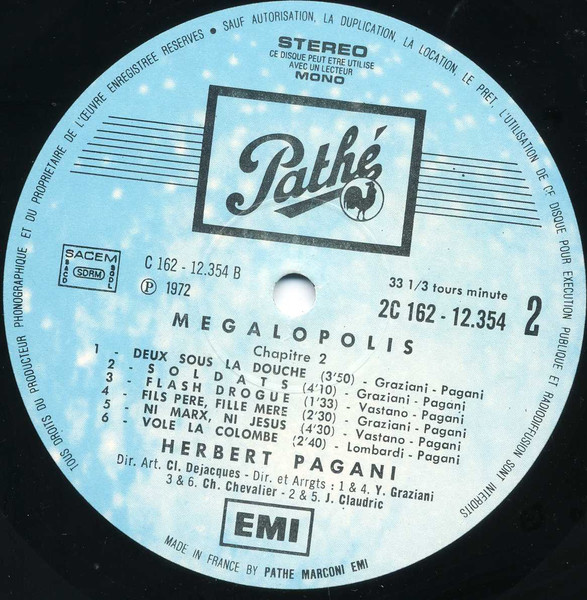 TOUS DROITS DU PRODUCTEUR PHONOGRAPHIQUE ET DU PROPRIETAIRE DE L'ŒUVRE ENREGISTREE RESERVES • SAUF AUTORISATION, LA DUPLICATION, LA LOCATION, LE PRET, L'UTILISATION DE CE DISQUE POUR EXECUTION PUBLIQUE ET RADIODIFFUSION SONT INTERDITS
STEREO
CE DISQUE PEUT ETRE UTILISE
AVEC UN LECTEUR
MONO
Pathé
SACEM
SACD
SDRM
C 162 - 12.354 B
Ⓟ 1972
33 1/3 tours minute
2C 162 - 12.354
2
MEGALOPOLIS
Chapitre 2
1 - DEUX SOUS LA DOUCHE (3'50) - Graziani - Pagani
2 - SOLDATS (4'10) - Graziani - Pagani
3 - FLASH DROGUE (1'33) - Vastano - Pagani
4 - FILS PERE, FILLE MERE (2'30) - Graziani - Pagani
5 - NI MARX, NI JESUS (4'30) - Vastano - Pagani
6 - VOLE LA COLOMBE (2'40) - Lombardi - Pagani
HERBERT PAGANI
Dir. Art. Cl. Dejacques - Dir. et Arrgts : 1 & 4. Y. Graziani
3 & 6. Ch. Chevalier - 2 & 5. J. Claudric
EMI
MADE IN FRANCE BY PATHE MARCONI EMI